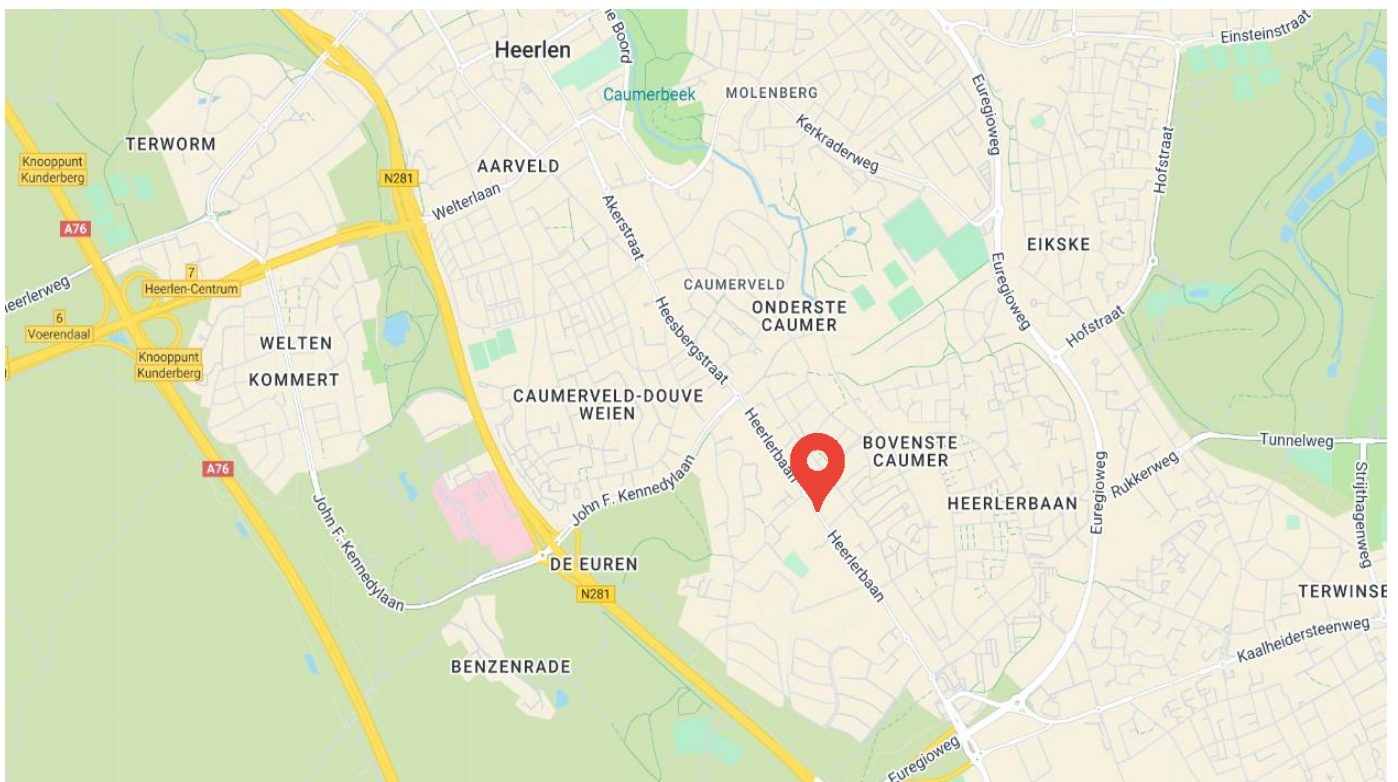 Heerlen
e Boord
Einsteinstraat
Caumerbeek
MOLENBERG
Euregioweg
Kerkraderweg
TERWORM
Knooppunt
Kunderberg
AARVELD
N281
Hofstraat
Welterlaan
Akerstraat
A76
EIKSKE
7
Heerlen-Centrum
eerlerweg
CAUMERVELD
ONDERSTE
CAUMER
Euregioweg
6
Voerendaal
Heesbergstraat
Hofstraat
WELTEN
Knooppunt
Kunderberg
KOMMERT
CAUMERVELD-DOUVE
WEIEN
Heerlerbaan
BOVENSTE
CAUMER
Tunnelweg
A76
Rukkerweg
John F. Kennedylaan
Euregioweg
HEERLERBAAN
Strijthagenweg
John F. Kennedylaan
Heerlerbaan
DE EUREN
N281
TERWINSE
Kaalheidersteenweg
BENZENRADE
Euregioweg